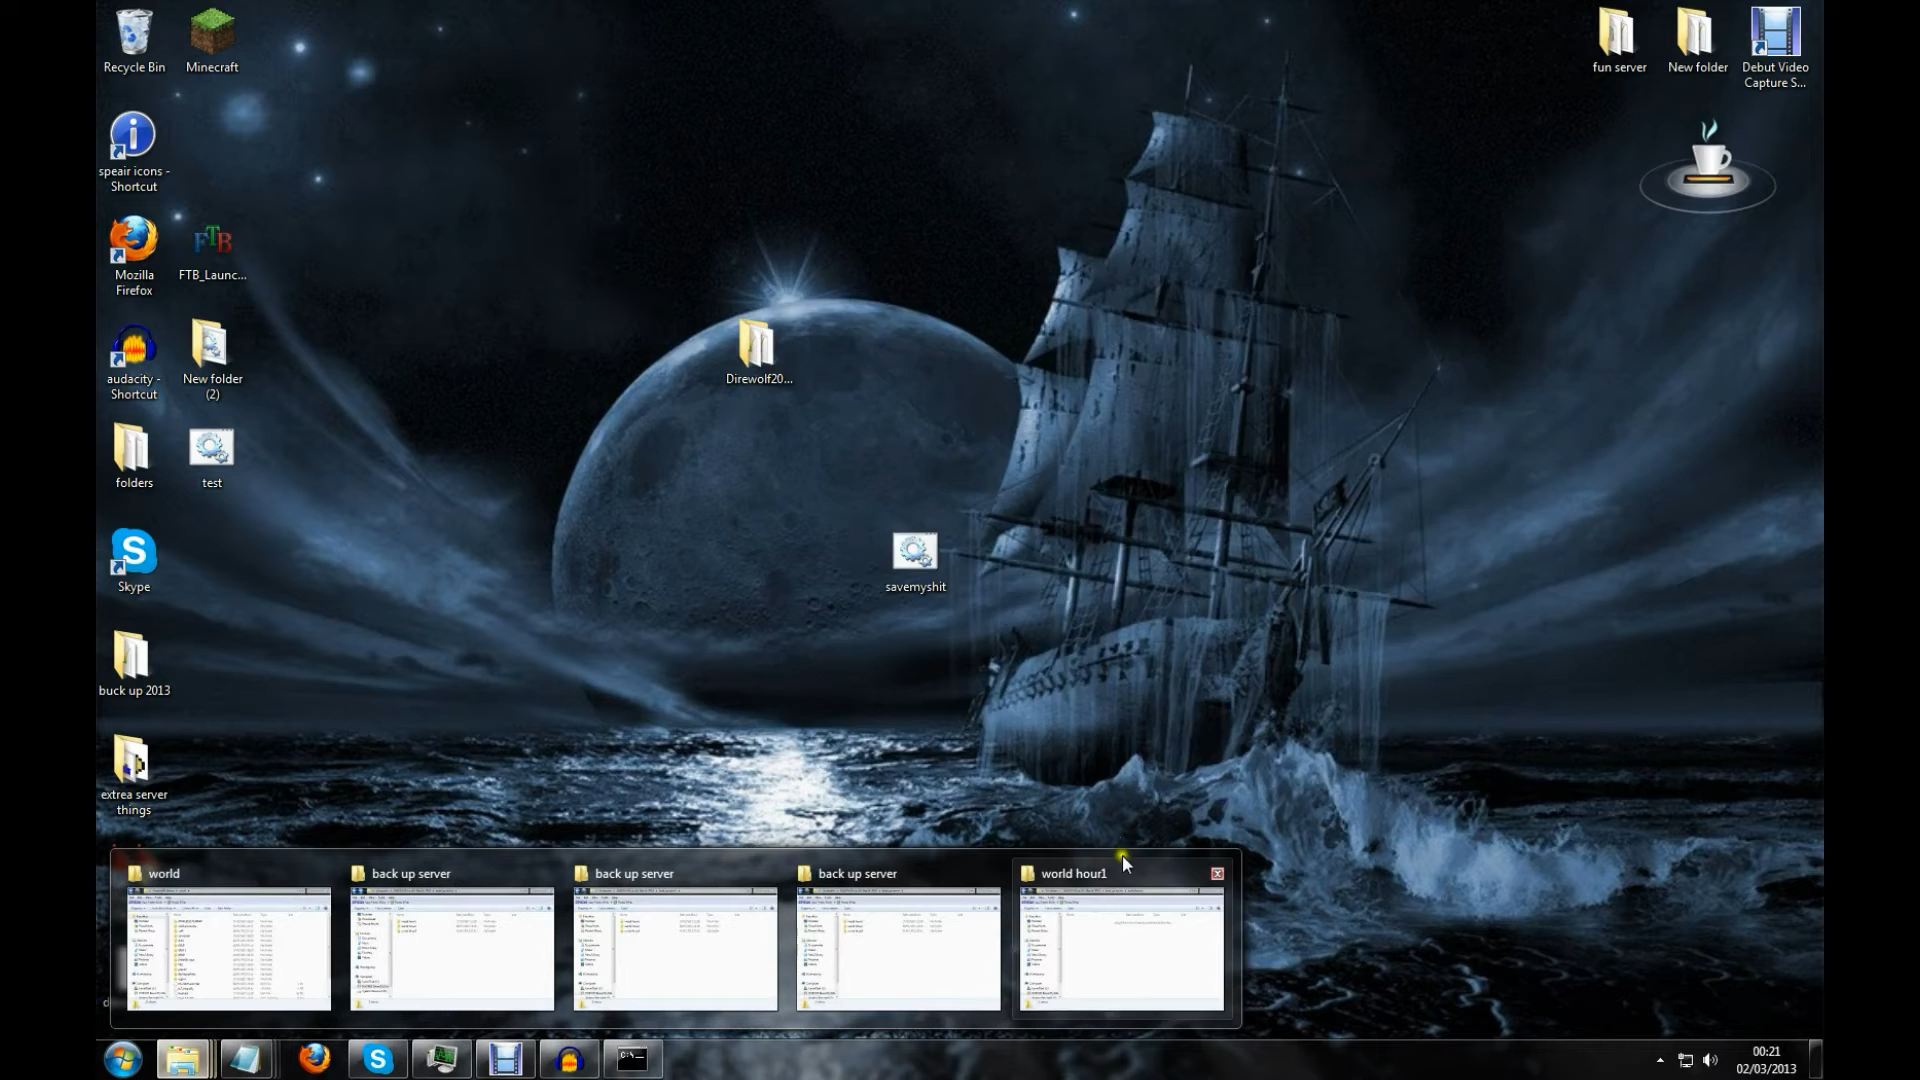 Recycle Bin
Minecraft
fun server
New folder
Debut Video
Capture S...
speair icons -
Shortcut
Mozilla
Firefox
FTB
FTB_Launc...
audacity -
Shortcut
New folder
(2)
Direwolf20...
folders
test
Skype
savemyshit
buck up 2013
extrea server
things
world
back up server
back up server
back up server
world hour1
C:\_
00:21
02/03/2013